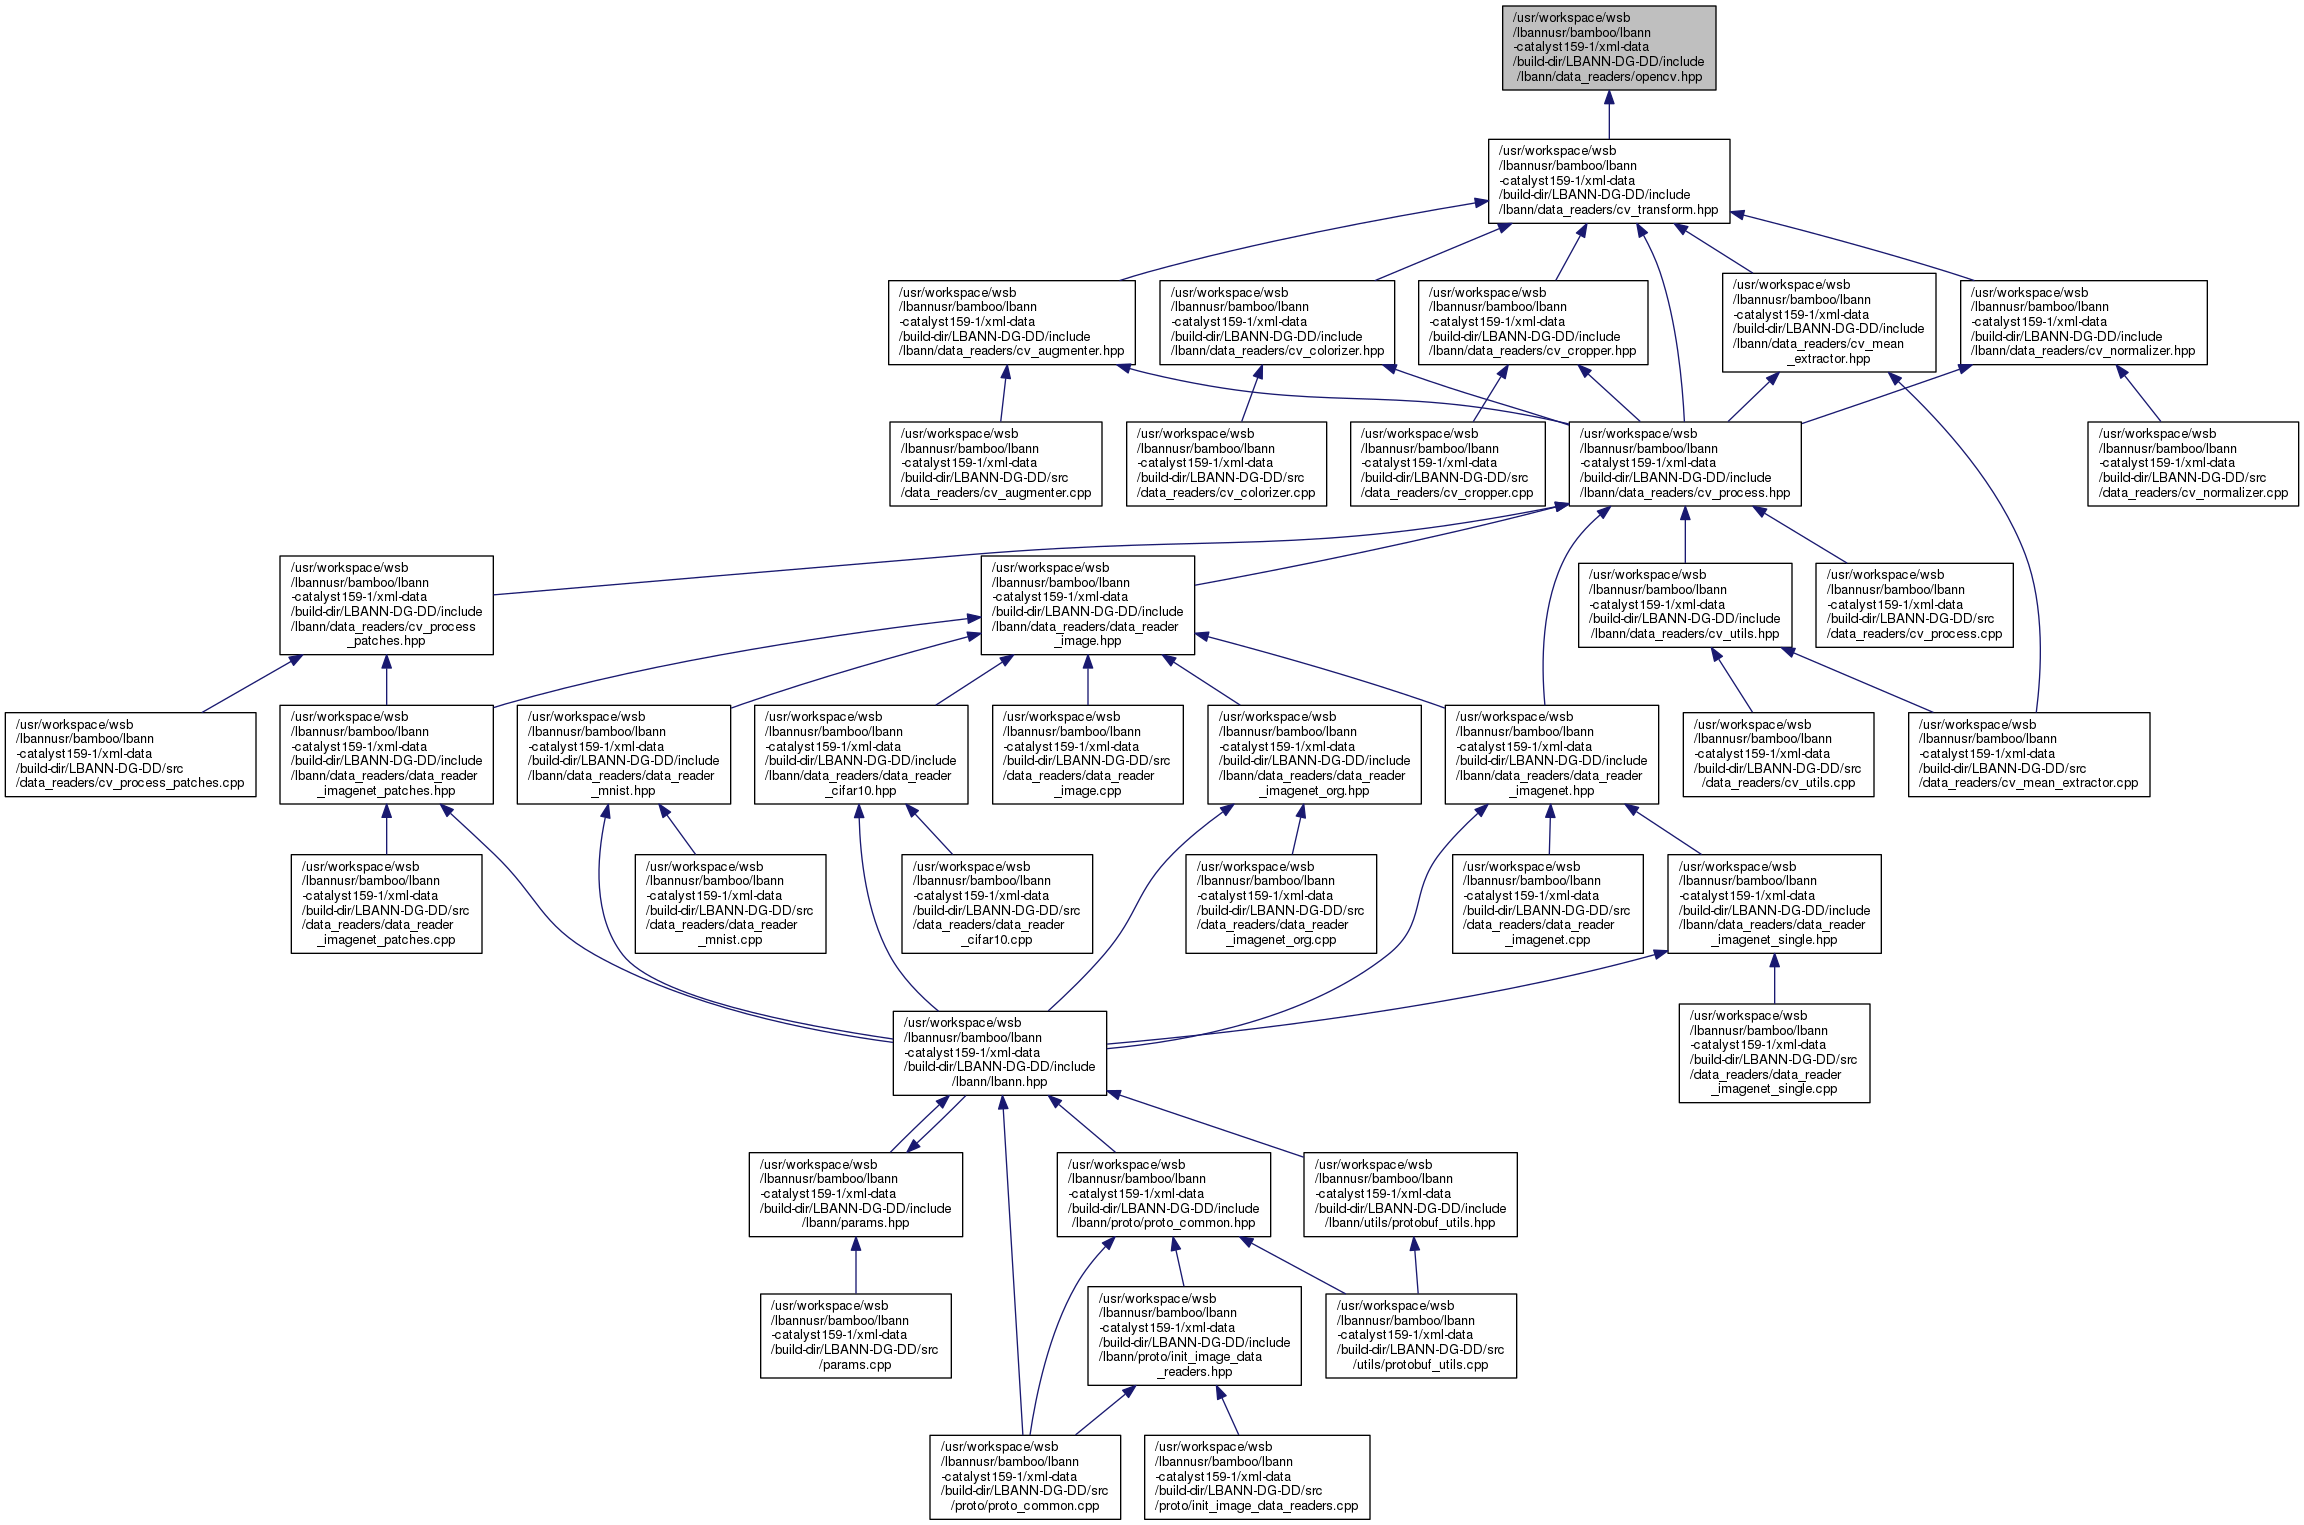 /usr/workspace/wsb
/lbannusr/bamboo/lbann
-catalyst159-1/xml-data
/build-dir/LBANN-DG-DD/include
/lbann/data_readers/opencv.hpp
/usr/workspace/wsb
/lbannusr/bamboo/lbann
-catalyst159-1/xml-data
/build-dir/LBANN-DG-DD/include
/lbann/data_readers/cv_transform.hpp
/usr/workspace/wsb
/lbannusr/bamboo/lbann
-catalyst159-1/xml-data
/build-dir/LBANN-DG-DD/include
/lbann/data_readers/cv_augmenter.hpp
/usr/workspace/wsb
/lbannusr/bamboo/lbann
-catalyst159-1/xml-data
/build-dir/LBANN-DG-DD/include
/lbann/data_readers/cv_colorizer.hpp
/usr/workspace/wsb
/lbannusr/bamboo/lbann
-catalyst159-1/xml-data
/build-dir/LBANN-DG-DD/include
/lbann/data_readers/cv_cropper.hpp
/usr/workspace/wsb
/lbannusr/bamboo/lbann
-catalyst159-1/xml-data
/build-dir/LBANN-DG-DD/include
/lbann/data_readers/cv_mean
_extractor.hpp
/usr/workspace/wsb
/lbannusr/bamboo/lbann
-catalyst159-1/xml-data
/build-dir/LBANN-DG-DD/include
/lbann/data_readers/cv_normalizer.hpp
/usr/workspace/wsb
/lbannusr/bamboo/lbann
-catalyst159-1/xml-data
/build-dir/LBANN-DG-DD/src
/data_readers/cv_augmenter.cpp
/usr/workspace/wsb
/lbannusr/bamboo/lbann
-catalyst159-1/xml-data
/build-dir/LBANN-DG-DD/src
/data_readers/cv_colorizer.cpp
/usr/workspace/wsb
/lbannusr/bamboo/lbann
-catalyst159-1/xml-data
/build-dir/LBANN-DG-DD/src
/data_readers/cv_cropper.cpp
/usr/workspace/wsb
/lbannusr/bamboo/lbann
-catalyst159-1/xml-data
/build-dir/LBANN-DG-DD/include
/lbann/data_readers/cv_process.hpp
/usr/workspace/wsb
/lbannusr/bamboo/lbann
-catalyst159-1/xml-data
/build-dir/LBANN-DG-DD/src
/data_readers/cv_normalizer.cpp
/usr/workspace/wsb
/lbannusr/bamboo/lbann
-catalyst159-1/xml-data
/build-dir/LBANN-DG-DD/include
/lbann/data_readers/cv_process
_patches.hpp
/usr/workspace/wsb
/lbannusr/bamboo/lbann
-catalyst159-1/xml-data
/build-dir/LBANN-DG-DD/include
/lbann/data_readers/data_reader
_image.hpp
/usr/workspace/wsb
/lbannusr/bamboo/lbann
-catalyst159-1/xml-data
/build-dir/LBANN-DG-DD/include
/lbann/data_readers/cv_utils.hpp
/usr/workspace/wsb
/lbannusr/bamboo/lbann
-catalyst159-1/xml-data
/build-dir/LBANN-DG-DD/src
/data_readers/cv_process.cpp
/usr/workspace/wsb
/lbannusr/bamboo/lbann
-catalyst159-1/xml-data
/build-dir/LBANN-DG-DD/src
/data_readers/cv_process_patches.cpp
/usr/workspace/wsb
/lbannusr/bamboo/lbann
-catalyst159-1/xml-data
/build-dir/LBANN-DG-DD/include
/lbann/data_readers/data_reader
_imagenet_patches.hpp
/usr/workspace/wsb
/lbannusr/bamboo/lbann
-catalyst159-1/xml-data
/build-dir/LBANN-DG-DD/include
/lbann/data_readers/data_reader
_mnist.hpp
/usr/workspace/wsb
/lbannusr/bamboo/lbann
-catalyst159-1/xml-data
/build-dir/LBANN-DG-DD/include
/lbann/data_readers/data_reader
_cifar10.hpp
/usr/workspace/wsb
/lbannusr/bamboo/lbann
-catalyst159-1/xml-data
/build-dir/LBANN-DG-DD/src
/data_readers/data_reader
_image.cpp
/usr/workspace/wsb
/lbannusr/bamboo/lbann
-catalyst159-1/xml-data
/build-dir/LBANN-DG-DD/include
/lbann/data_readers/data_reader
_imagenet_org.hpp
/usr/workspace/wsb
/lbannusr/bamboo/lbann
-catalyst159-1/xml-data
/build-dir/LBANN-DG-DD/include
/lbann/data_readers/data_reader
_imagenet.hpp
/usr/workspace/wsb
/lbannusr/bamboo/lbann
-catalyst159-1/xml-data
/build-dir/LBANN-DG-DD/src
/data_readers/cv_utils.cpp
/usr/workspace/wsb
/lbannusr/bamboo/lbann
-catalyst159-1/xml-data
/build-dir/LBANN-DG-DD/src
/data_readers/cv_mean_extractor.cpp
/usr/workspace/wsb
/lbannusr/bamboo/lbann
-catalyst159-1/xml-data
/build-dir/LBANN-DG-DD/src
/data_readers/data_reader
_imagenet_patches.cpp
/usr/workspace/wsb
/lbannusr/bamboo/lbann
-catalyst159-1/xml-data
/build-dir/LBANN-DG-DD/src
/data_readers/data_reader
_mnist.cpp
/usr/workspace/wsb
/lbannusr/bamboo/lbann
-catalyst159-1/xml-data
/build-dir/LBANN-DG-DD/src
/data_readers/data_reader
_cifar10.cpp
/usr/workspace/wsb
/lbannusr/bamboo/lbann
-catalyst159-1/xml-data
/build-dir/LBANN-DG-DD/src
/data_readers/data_reader
_imagenet_org.cpp
/usr/workspace/wsb
/lbannusr/bamboo/lbann
-catalyst159-1/xml-data
/build-dir/LBANN-DG-DD/src
/data_readers/data_reader
_imagenet.cpp
/usr/workspace/wsb
/lbannusr/bamboo/lbann
-catalyst159-1/xml-data
/build-dir/LBANN-DG-DD/include
/lbann/data_readers/data_reader
_imagenet_single.hpp
/usr/workspace/wsb
/lbannusr/bamboo/lbann
-catalyst159-1/xml-data
/build-dir/LBANN-DG-DD/include
/lbann/lbann.hpp
/usr/workspace/wsb
/lbannusr/bamboo/lbann
-catalyst159-1/xml-data
/build-dir/LBANN-DG-DD/src
/data_readers/data_reader
_imagenet_single.cpp
/usr/workspace/wsb
/lbannusr/bamboo/lbann
-catalyst159-1/xml-data
/build-dir/LBANN-DG-DD/include
/lbann/params.hpp
/usr/workspace/wsb
/lbannusr/bamboo/lbann
-catalyst159-1/xml-data
/build-dir/LBANN-DG-DD/include
/lbann/proto/proto_common.hpp
/usr/workspace/wsb
/lbannusr/bamboo/lbann
-catalyst159-1/xml-data
/build-dir/LBANN-DG-DD/include
/lbann/utils/protobuf_utils.hpp
/usr/workspace/wsb
/lbannusr/bamboo/lbann
-catalyst159-1/xml-data
/build-dir/LBANN-DG-DD/src
/params.cpp
/usr/workspace/wsb
/lbannusr/bamboo/lbann
-catalyst159-1/xml-data
/build-dir/LBANN-DG-DD/include
/lbann/proto/init_image_data
_readers.hpp
/usr/workspace/wsb
/lbannusr/bamboo/lbann
-catalyst159-1/xml-data
/build-dir/LBANN-DG-DD/src
/utils/protobuf_utils.cpp
/usr/workspace/wsb
/lbannusr/bamboo/lbann
-catalyst159-1/xml-data
/build-dir/LBANN-DG-DD/src
/proto/proto_common.cpp
/usr/workspace/wsb
/lbannusr/bamboo/lbann
-catalyst159-1/xml-data
/build-dir/LBANN-DG-DD/src
/proto/init_image_data_readers.cpp